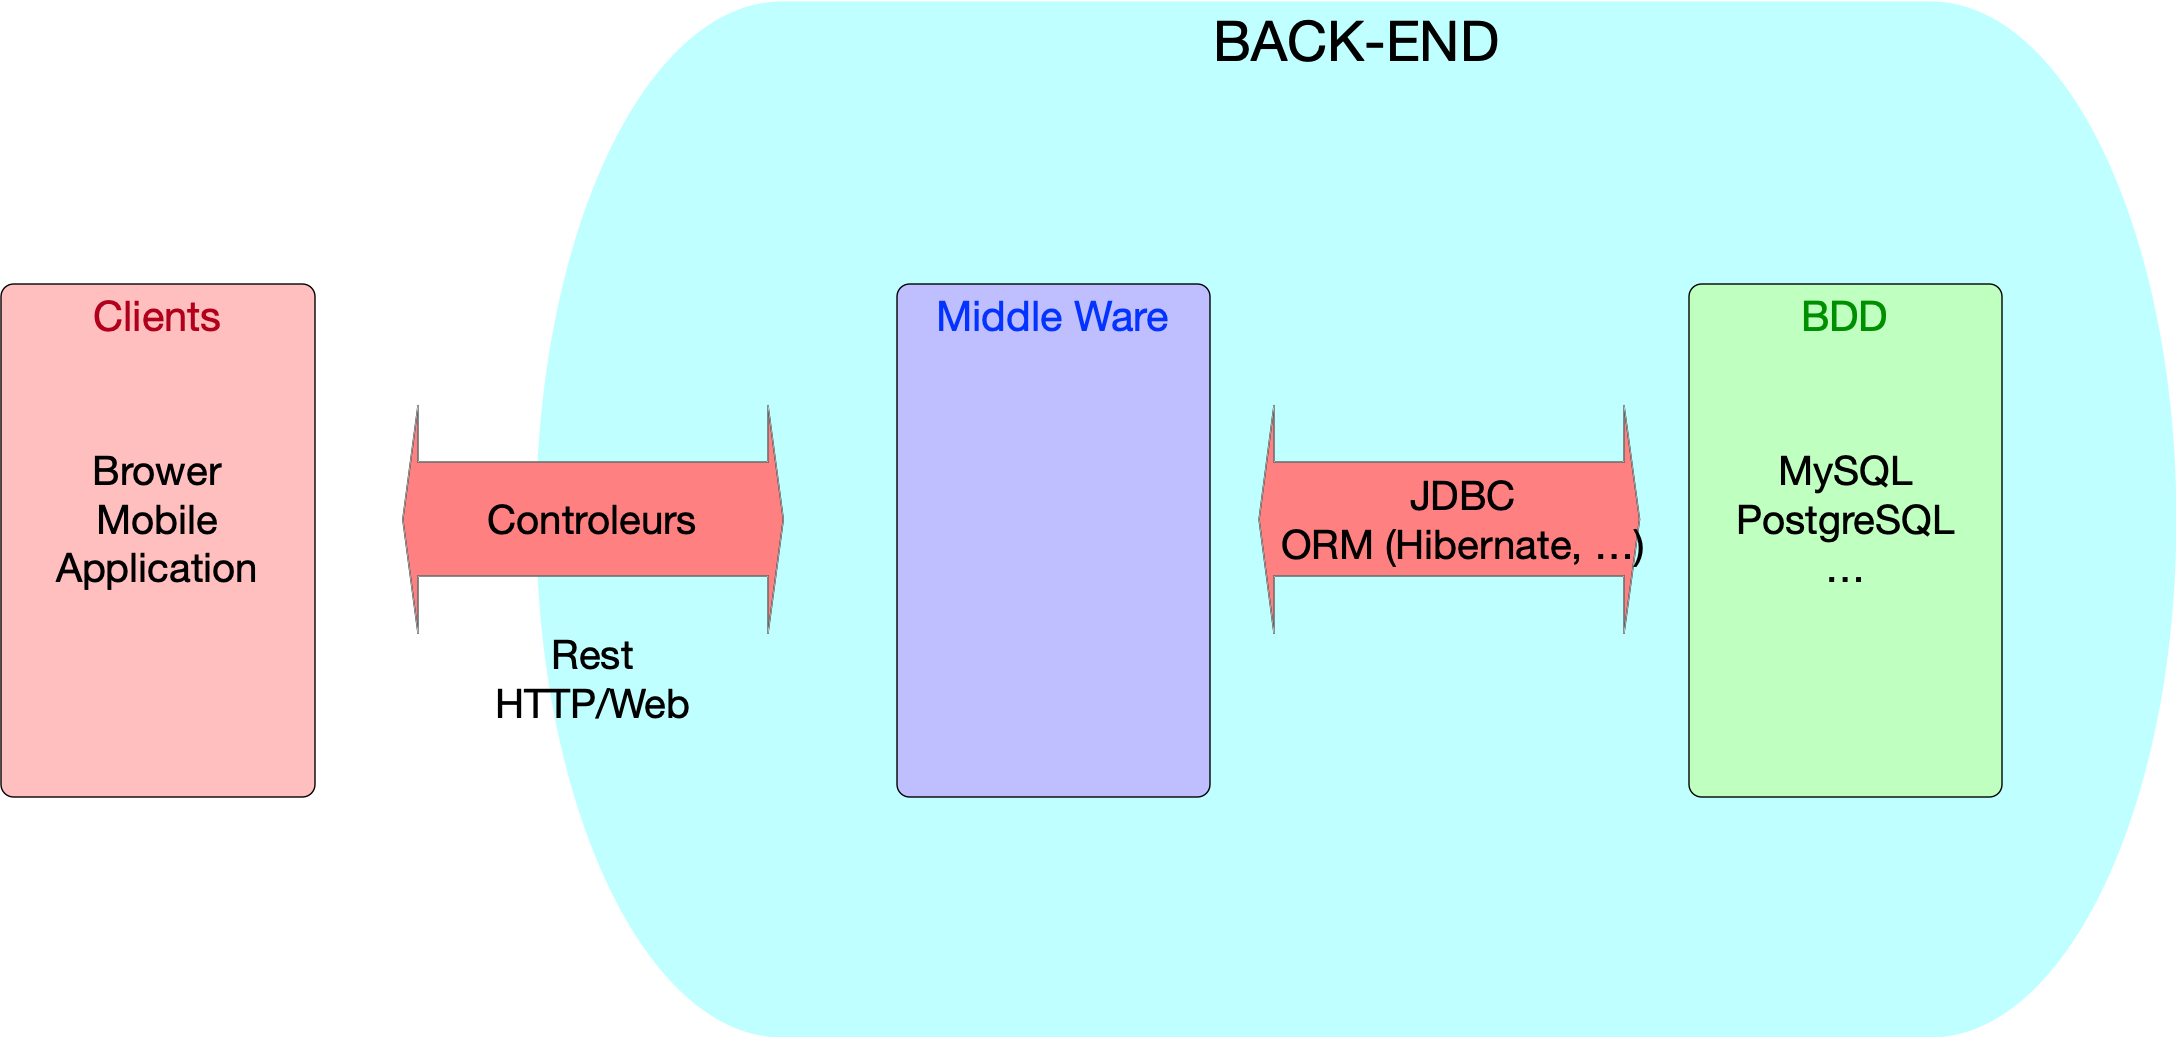 BACK-END
Clients
Brower
Mobile
Application
Controleurs
Rest
HTTP/Web
Middle Ware
JDBC
ORM (Hibernate, ...)
BDD
MySQL
PostgreSQL
...